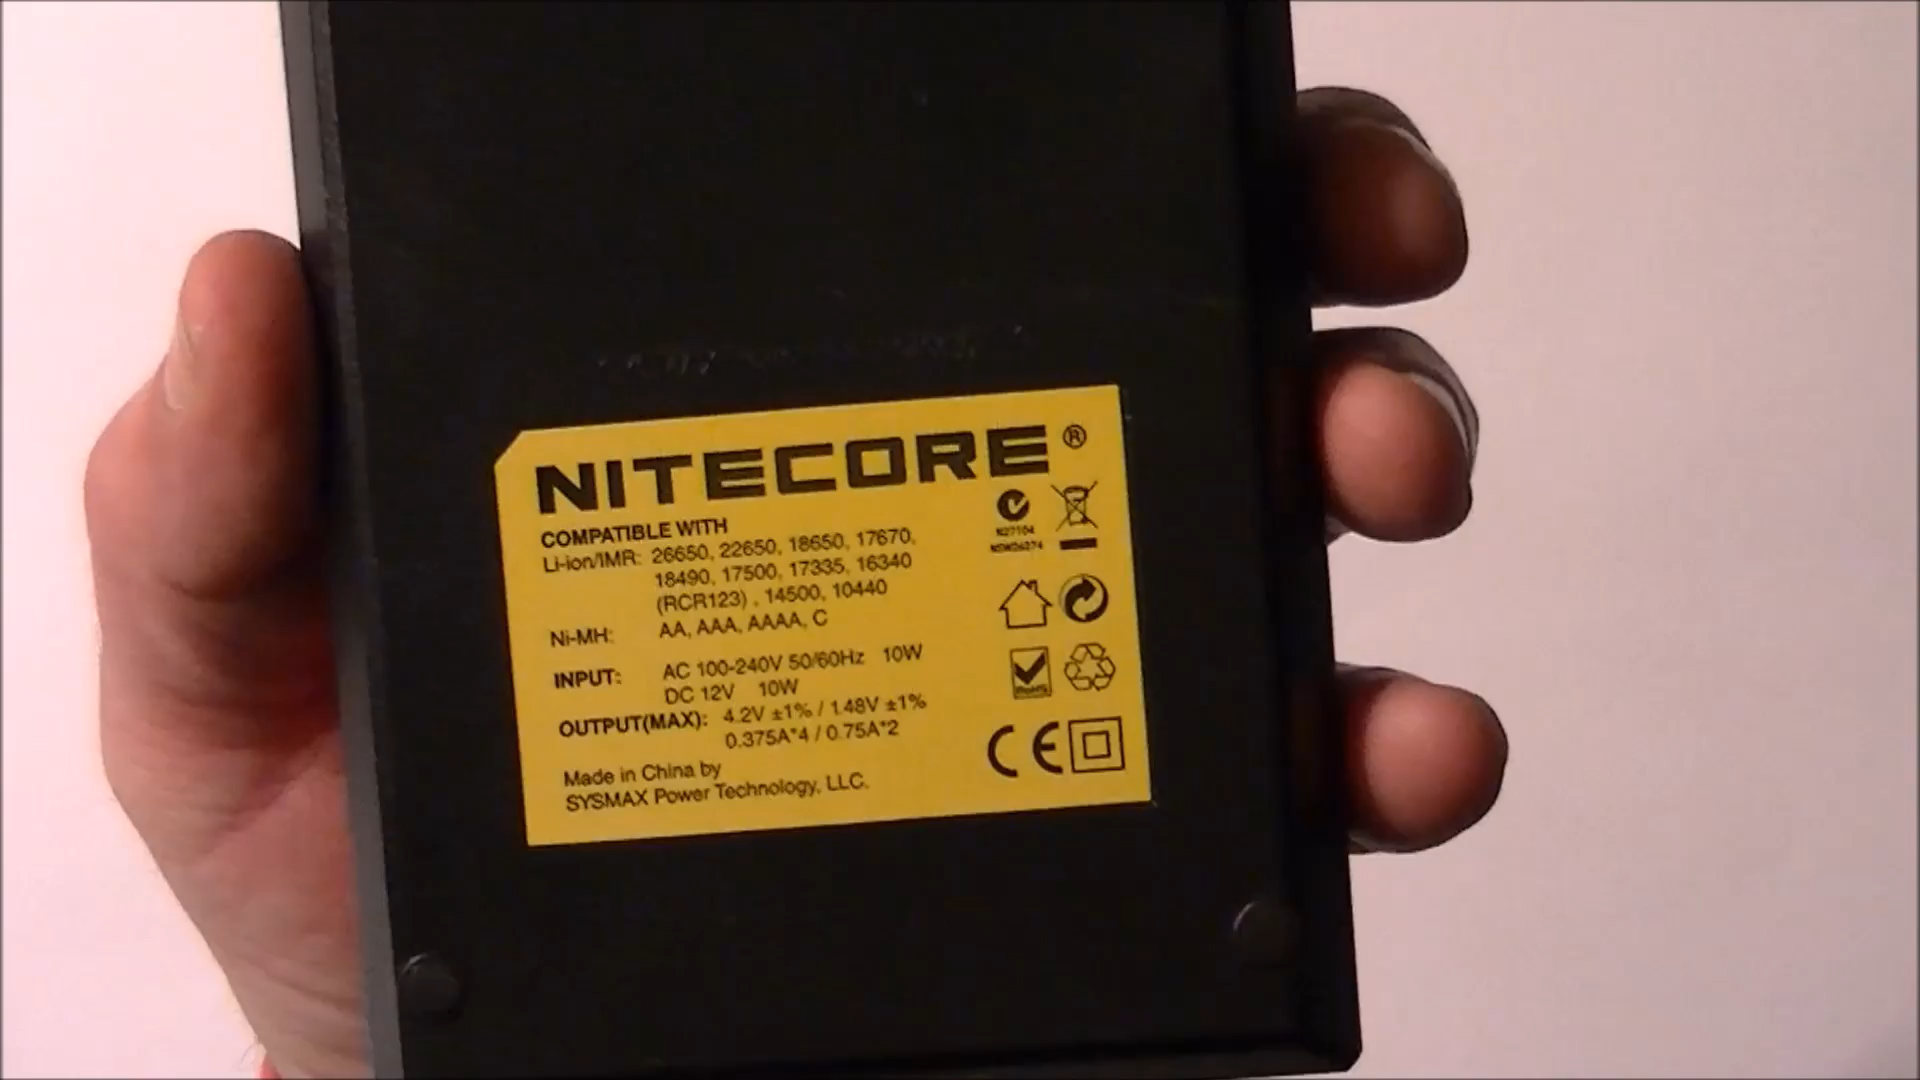 NITECORE ®
COMPATIBLE WITH
Li-ion/IMR: 26650, 22650, 18650, 17670,
18490, 17500, 17335, 16340
(RCR123) , 14500, 10440
Ni-MH: AA, AAA, AAAA, C
INPUT: AC 100-240V 50/60Hz 10W
DC 12V 10W
OUTPUT(MAX): 4.2V ±1% / 1.48V ±1%
0.375A*4 / 0.75A*2
Made in China by
SYSMAX Power Technology, LLC.
RoHS
CE